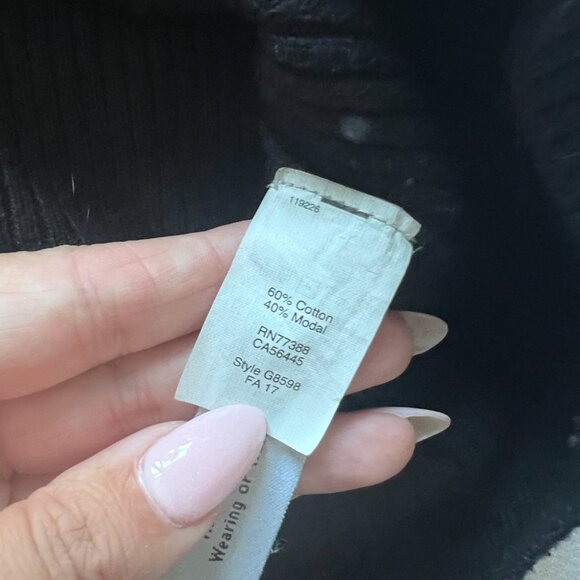 119226
60% Cotton
40% Modal
RN77388
CA56445
Style G8598
FA 17
Wearing or